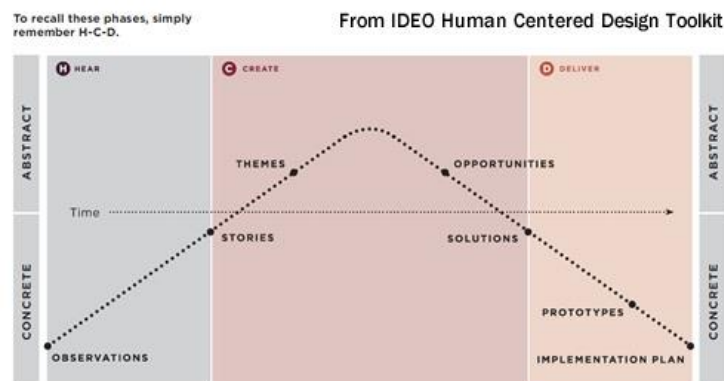 To recall these phases, simply
remember H-C-D.
From IDEO Human Centered Design Toolkit
H HEAR
C CREATE
D DELIVER
ABSTRACT
ABSTRACT
THEMES
OPPORTUNITIES
Time
STORIES
SOLUTIONS
CONCRETE
CONCRETE
PROTOTYPES
OBSERVATIONS
IMPLEMENTATION PLAN